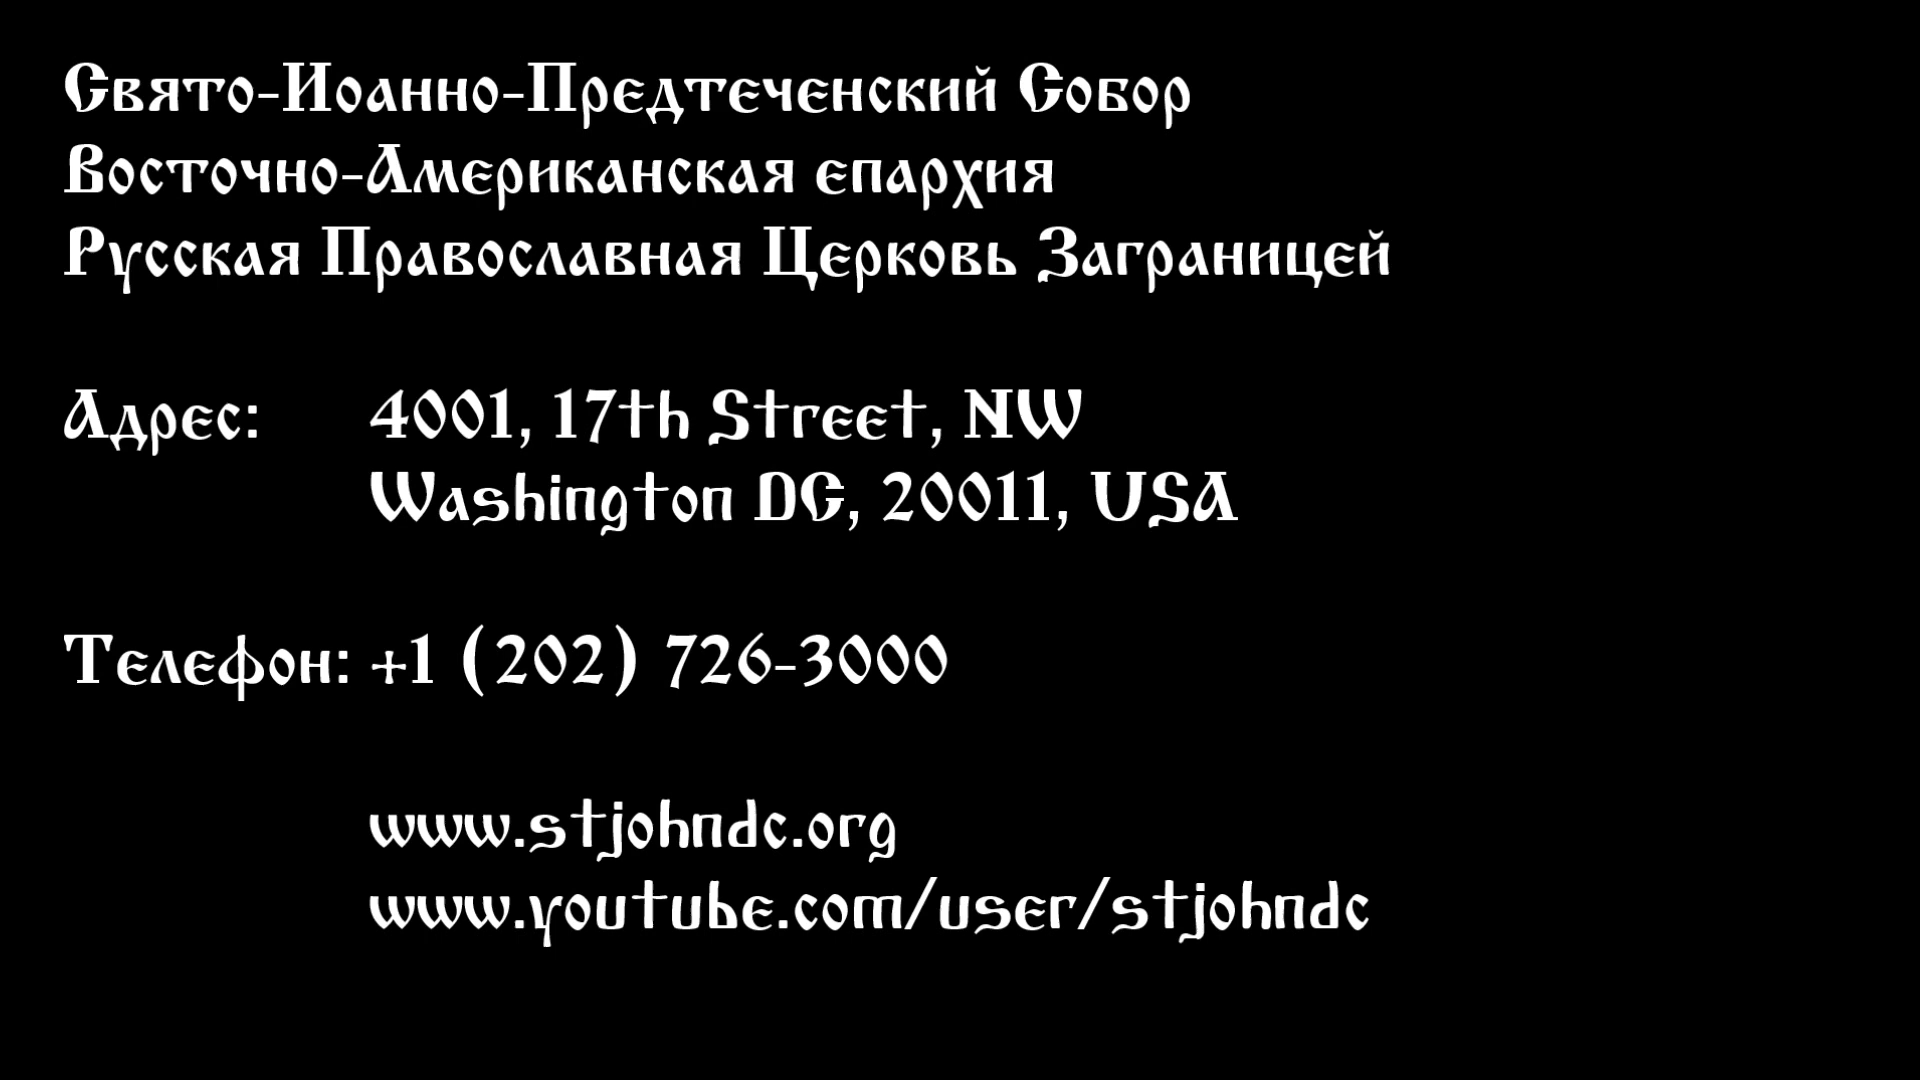 Свято-Иоанно-Предтеченский Собор
Восточно-Американская епархия
Русская Православная Церковь Заграницей
Адрес: 4001, 17th Street, NW
Washington DC, 20011, USA
Телефон: +1 (202) 726-3000
www.stjohndc.org
www.youtube.com/user/stjohndc